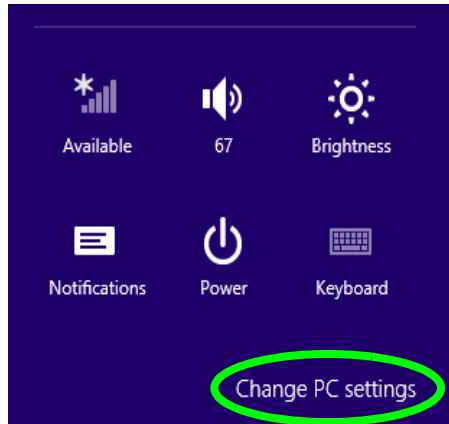 Available 67 Brightness
Notifications Power Keyboard
Change PC settings